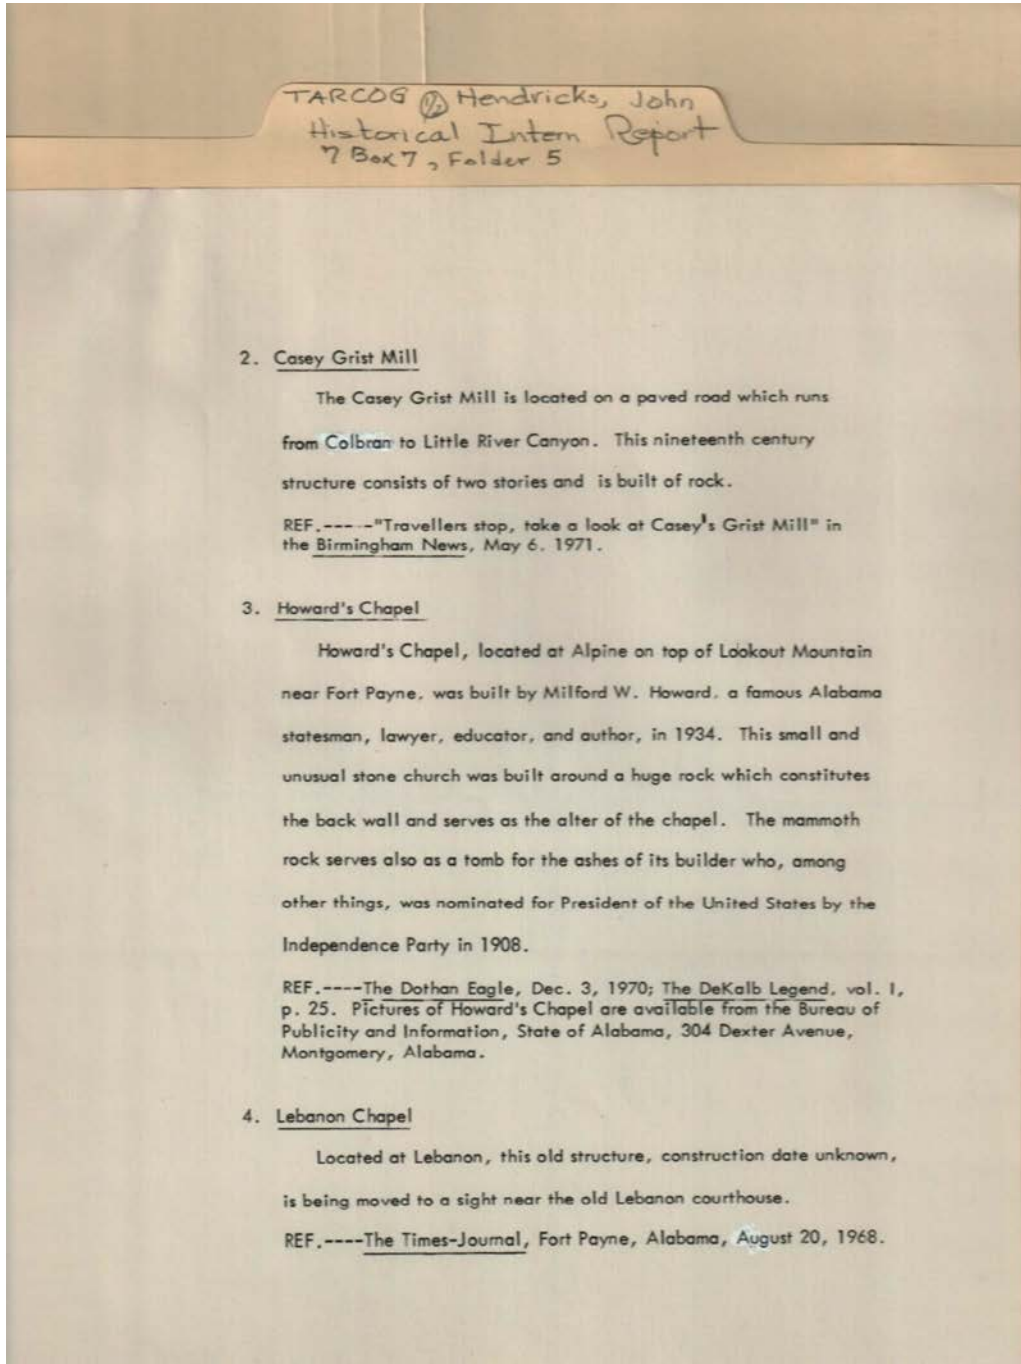 TARCOG 1/2 Hendricks, John
Historical Intern Report
7 Box 7, Folder 5
2. Casey Grist Mill
The Casey Grist Mill is located on a paved road which runs
from Colbran to Little River Canyon. This nineteenth century
structure consists of two stories and is built of rock.
REF.-----"Travellers stop, take a look at Casey's Grist Mill" in
the Birmingham News, May 6, 1971.
3. Howard's Chapel
Howard's Chapel, located at Alpine on top of Lookout Mountain
near Fort Payne, was built by Milford W. Howard, a famous Alabama
statesman, lawyer, educator, and author, in 1934. This small and
unusual stone church was built around a huge rock which constitutes
the back wall and serves as the alter of the chapel. The mammoth
rock serves also as a tomb for the ashes of its builder who, among
other things, was nominated for President of the United States by the
Independence Party in 1908.
REF.----The Dothan Eagle, Dec. 3, 1970; The DeKalb Legend, vol. I,
p. 25. Pictures of Howard's Chapel are available from the Bureau of
Publicity and Information, State of Alabama, 304 Dexter Avenue,
Montgomery, Alabama.
4. Lebanon Chapel
Located at Lebanon, this old structure, construction date unknown,
is being moved to a sight near the old Lebanon courthouse.
REF.----The Times-Journal, Fort Payne, Alabama, August 20, 1968.